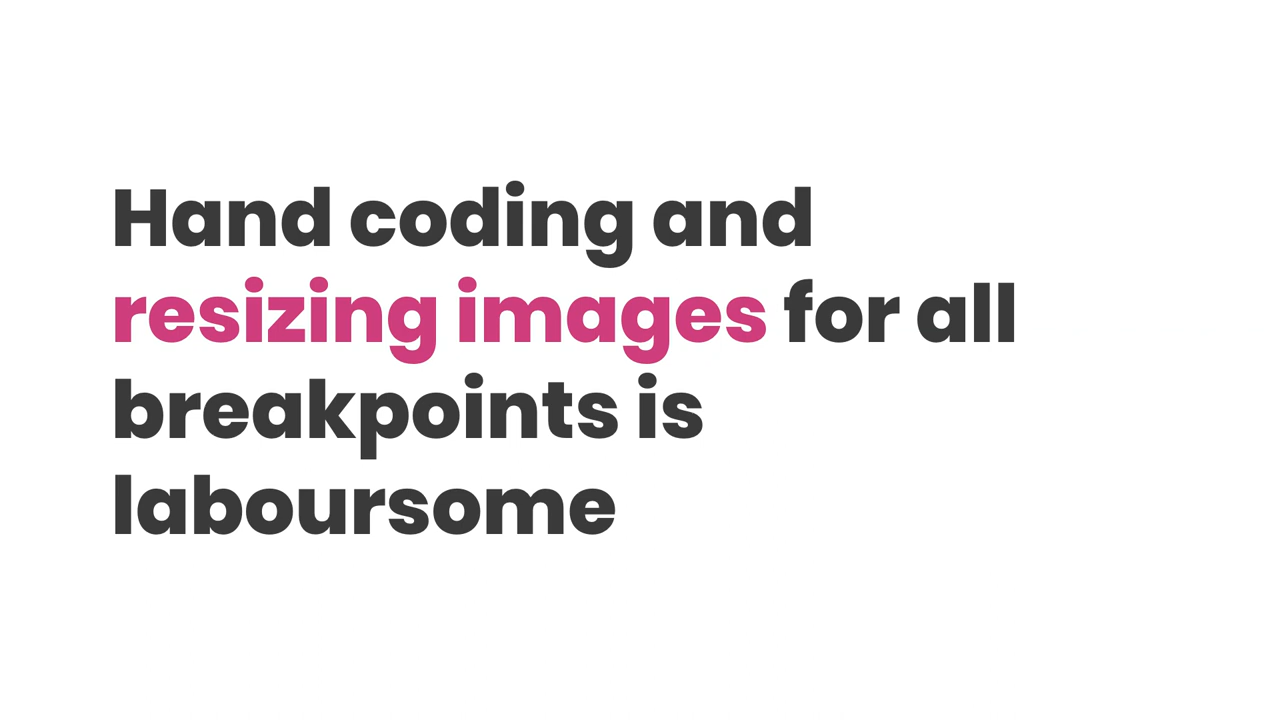 Hand coding and
resizing images for all
breakpoints is
laboursome